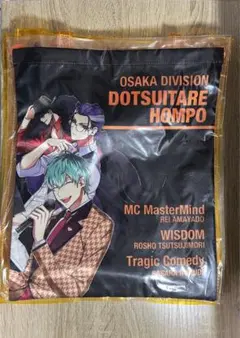 OSAKA DIVISION
DOTSUITARE
HOMPO
MC MasterMind
REI AMAYADO
WISDOM
ROSHO TSUTSUJIMORI
Tragic Comedy